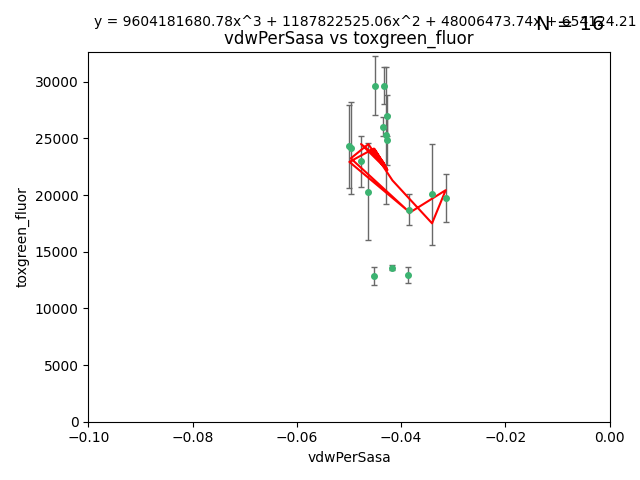 y = 9604181680.78x^3 + 1187822525.06x^2 + 48006473.74x + 654124.21
N = 16
vdwPerSasa vs toxgreen_fluor
toxgreen_fluor
30000
25000
20000
15000
10000
5000
0
−0.10
−0.08
−0.06
−0.04
−0.02
0.00
vdwPerSasa